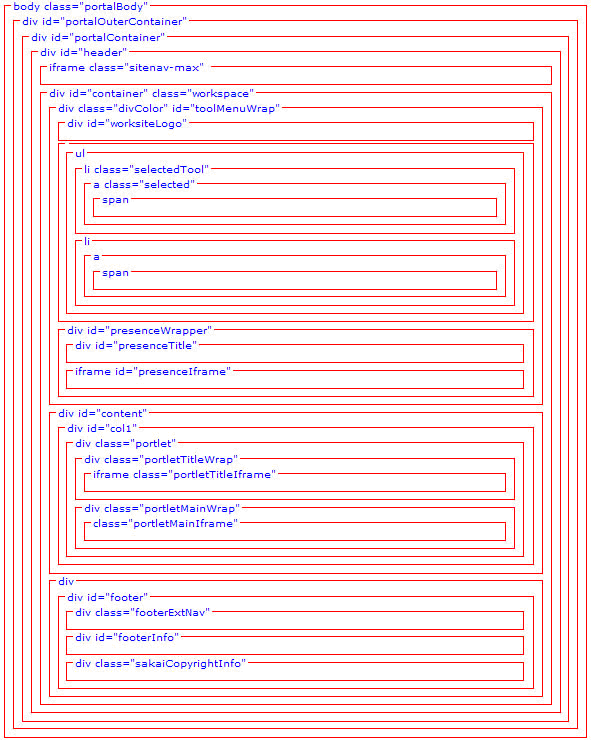 body class="portalBody"
div id="portalOuterContainer"
div id="portalContainer"
div id="header"
iframe class="sitenav-max"
div id="container" class="workspace"
div class="divColor" id="toolMenuWrap"
div id="worksiteLogo"
ul
li class="selectedTool"
a class="selected"
span
li
a
span
div id="presenceWrapper"
div id="presenceTitle"
iframe id="presenceIframe"
div id="content"
div id="col1"
div class="portlet"
div class="portletTitleWrap"
iframe class="portletTitleIframe"
div class="portletMainWrap"
class="portletMainIframe"
div
div id="footer"
div class="footerExtNav"
div id="footerInfo"
div class="sakaiCopyrightInfo"